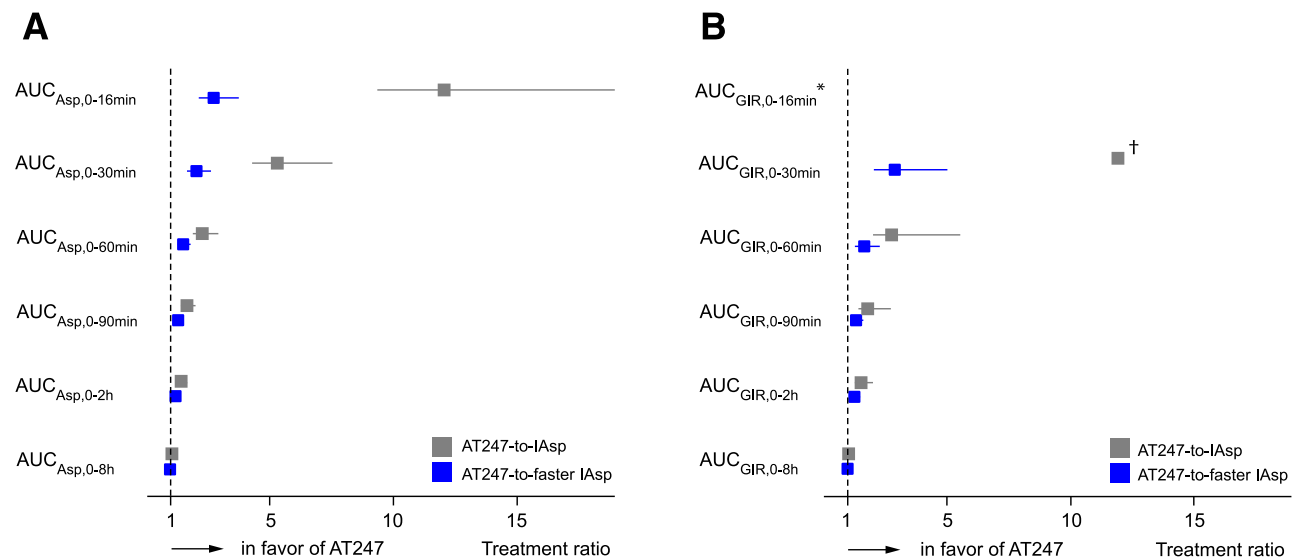 A
AUCAsp,0-16min
AUCAsp,0-30min
AUCAsp,0-60min
AUCAsp,0-90min
AUCAsp,0-2h
AUCAsp,0-8h
AT247-to-IAsp
AT247-to-faster IAsp
1 5 10 15
in favor of AT247 Treatment ratio
B
AUCGIR,0-16min*
AUCGIR,0-30min
†
AUCGIR,0-60min
AUCGIR,0-90min
AUCGIR,0-2h
AUCGIR,0-8h
AT247-to-IAsp
AT247-to-faster IAsp
1 5 10 15
in favor of AT247 Treatment ratio